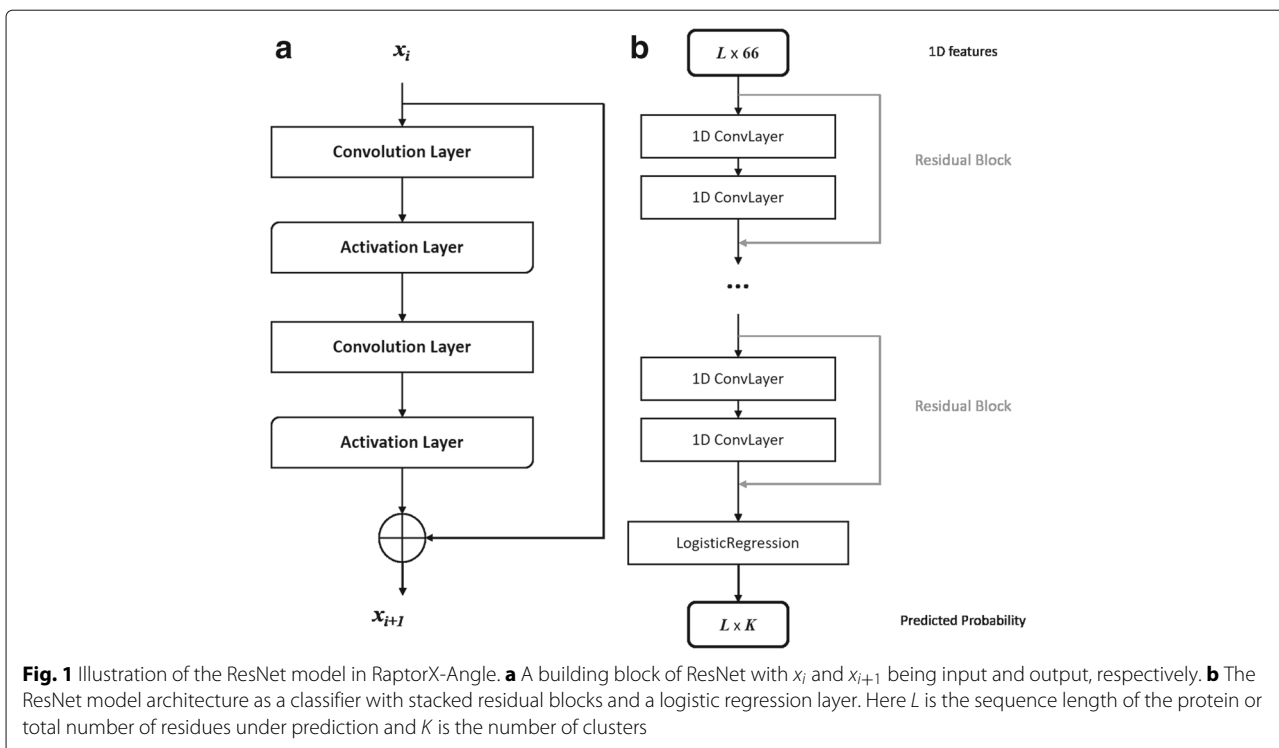 a
x_i
Convolution Layer
Activation Layer
Convolution Layer
Activation Layer
x_{i+1}
b
L x 66
1D features
1D ConvLayer
1D ConvLayer
Residual Block
...
1D ConvLayer
1D ConvLayer
Residual Block
LogisticRegression
L x K
Predicted Probability
Fig. 1 Illustration of the ResNet model in RaptorX-Angle. a A building block of ResNet with x_i and x_{i+1} being input and output, respectively. b The
ResNet model architecture as a classifier with stacked residual blocks and a logistic regression layer. Here L is the sequence length of the protein or
total number of residues under prediction and K is the number of clusters